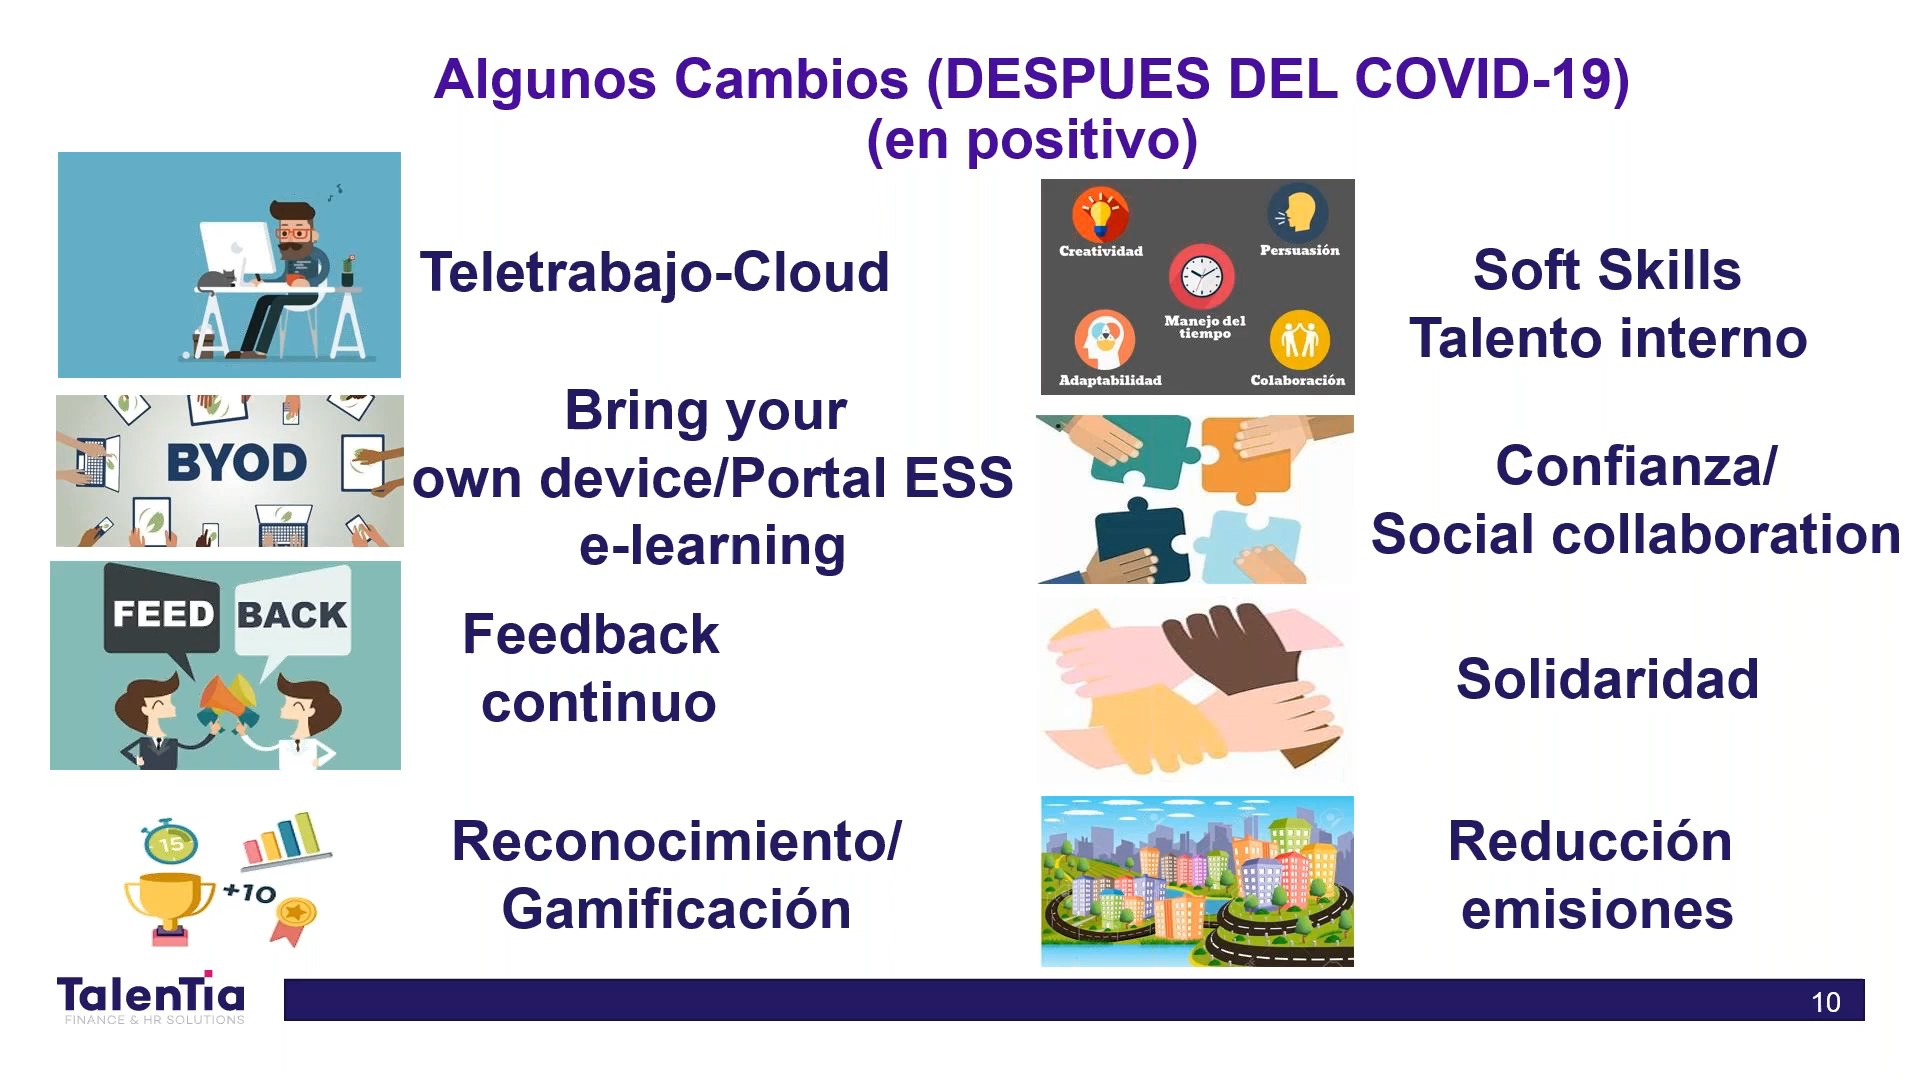 Algunos Cambios (DESPUES DEL COVID-19)
(en positivo)
Teletrabajo-Cloud
BYOD
Bring your
own device/Portal ESS
e-learning
FEED BACK
Feedback
continuo
15
+10
Reconocimiento/
Gamificación
Creatividad
Persuasión
Manejo del
tiempo
Adaptabilidad
Colaboración
Soft Skills
Talento interno
Confianza/
Social collaboration
Solidaridad
Reducción
emisiones
TalenTia
FINANCE & HR SOLUTIONS
10